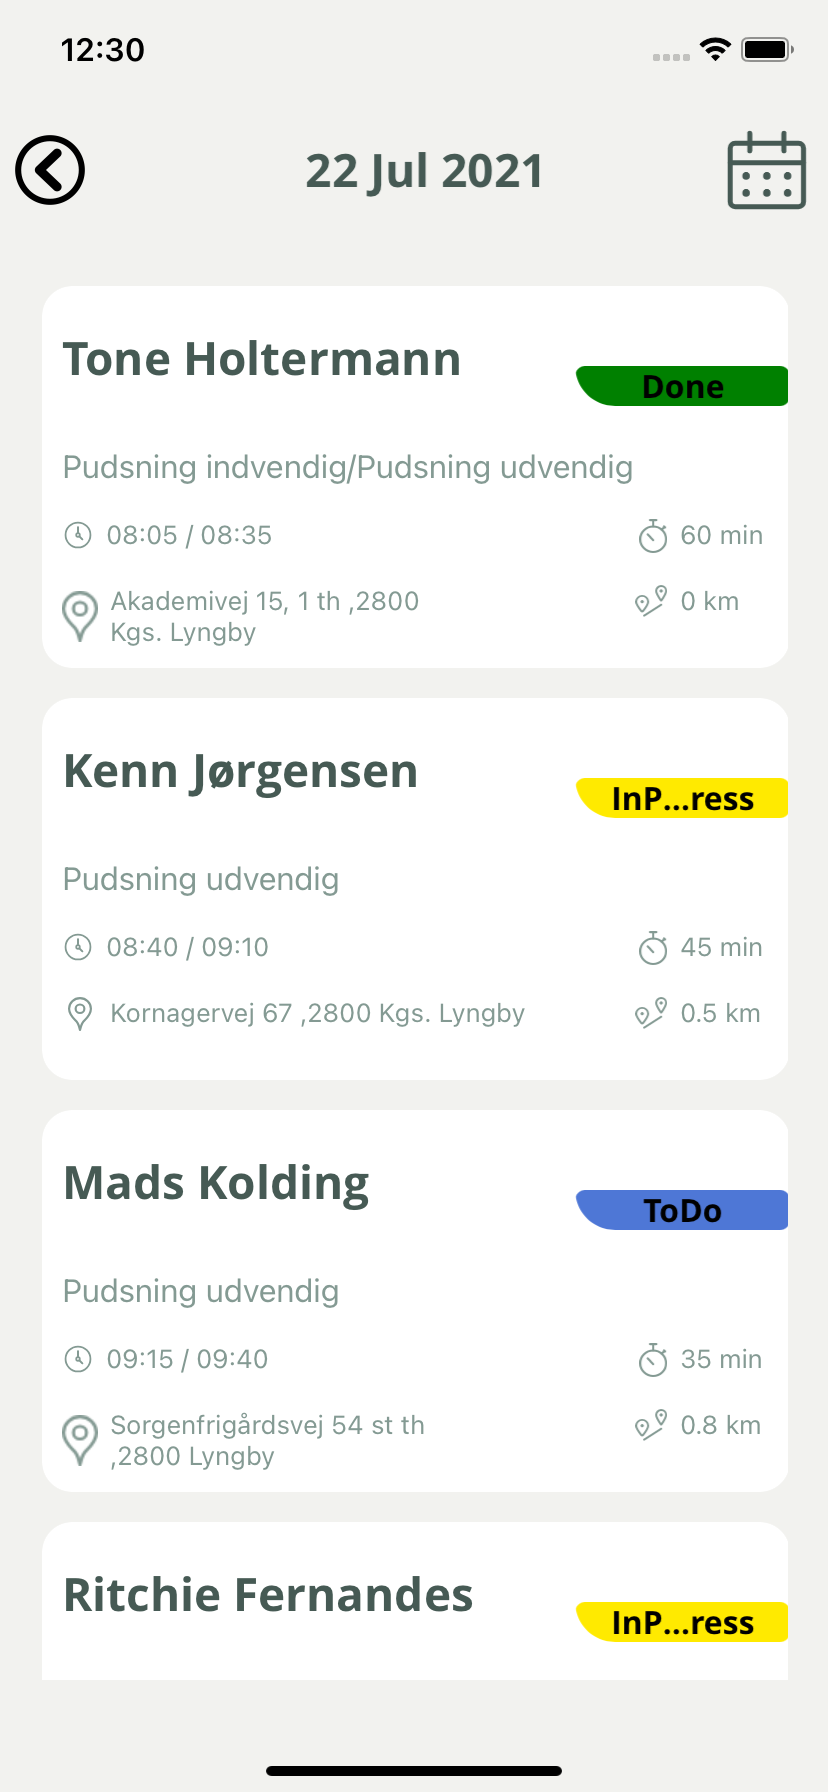 12:30
22 Jul 2021
Tone Holtermann
Done
Pudsning indvendig/Pudsning udvendig
08:05 / 08:35
60 min
Akademivej 15, 1 th ,2800
Kgs. Lyngby
0 km
Kenn Jørgensen
InP...ress
Pudsning udvendig
08:40 / 09:10
45 min
Kornagervej 67 ,2800 Kgs. Lyngby
0.5 km
Mads Kolding
ToDo
Pudsning udvendig
09:15 / 09:40
35 min
Sorgenfrigårdsvej 54 st th
,2800 Lyngby
0.8 km
Ritchie Fernandes
InP...ress